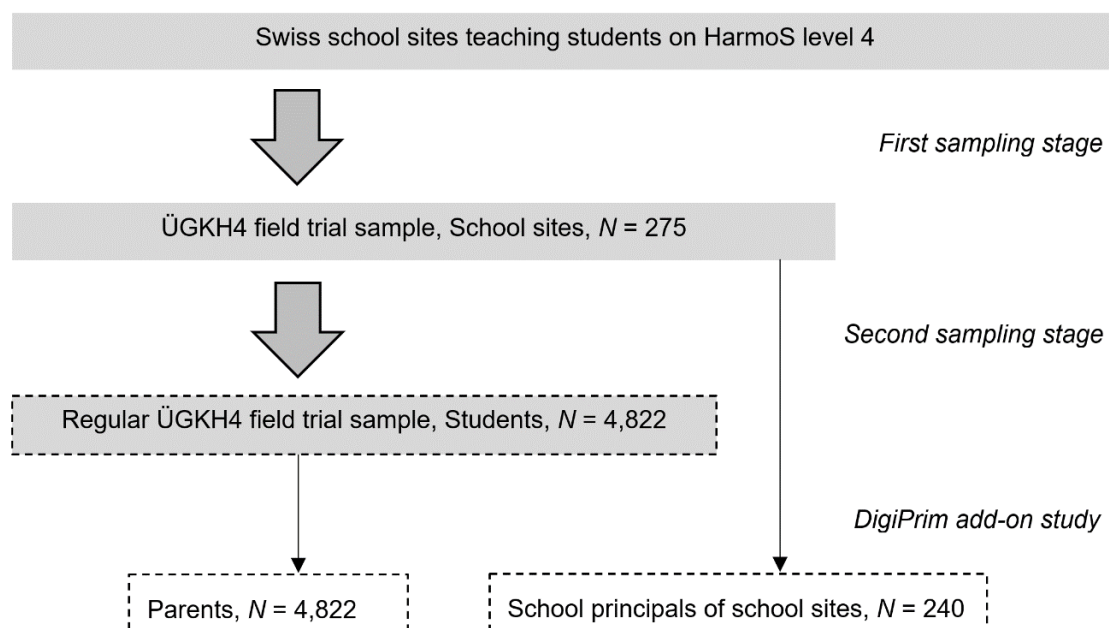 Swiss school sites teaching students on HarmoS level 4
First sampling stage
ÜGKH4 field trial sample, School sites, N = 275
Second sampling stage
Regular ÜGKH4 field trial sample, Students, N = 4,822
DigiPrim add-on study
Parents, N = 4,822
School principals of school sites, N = 240